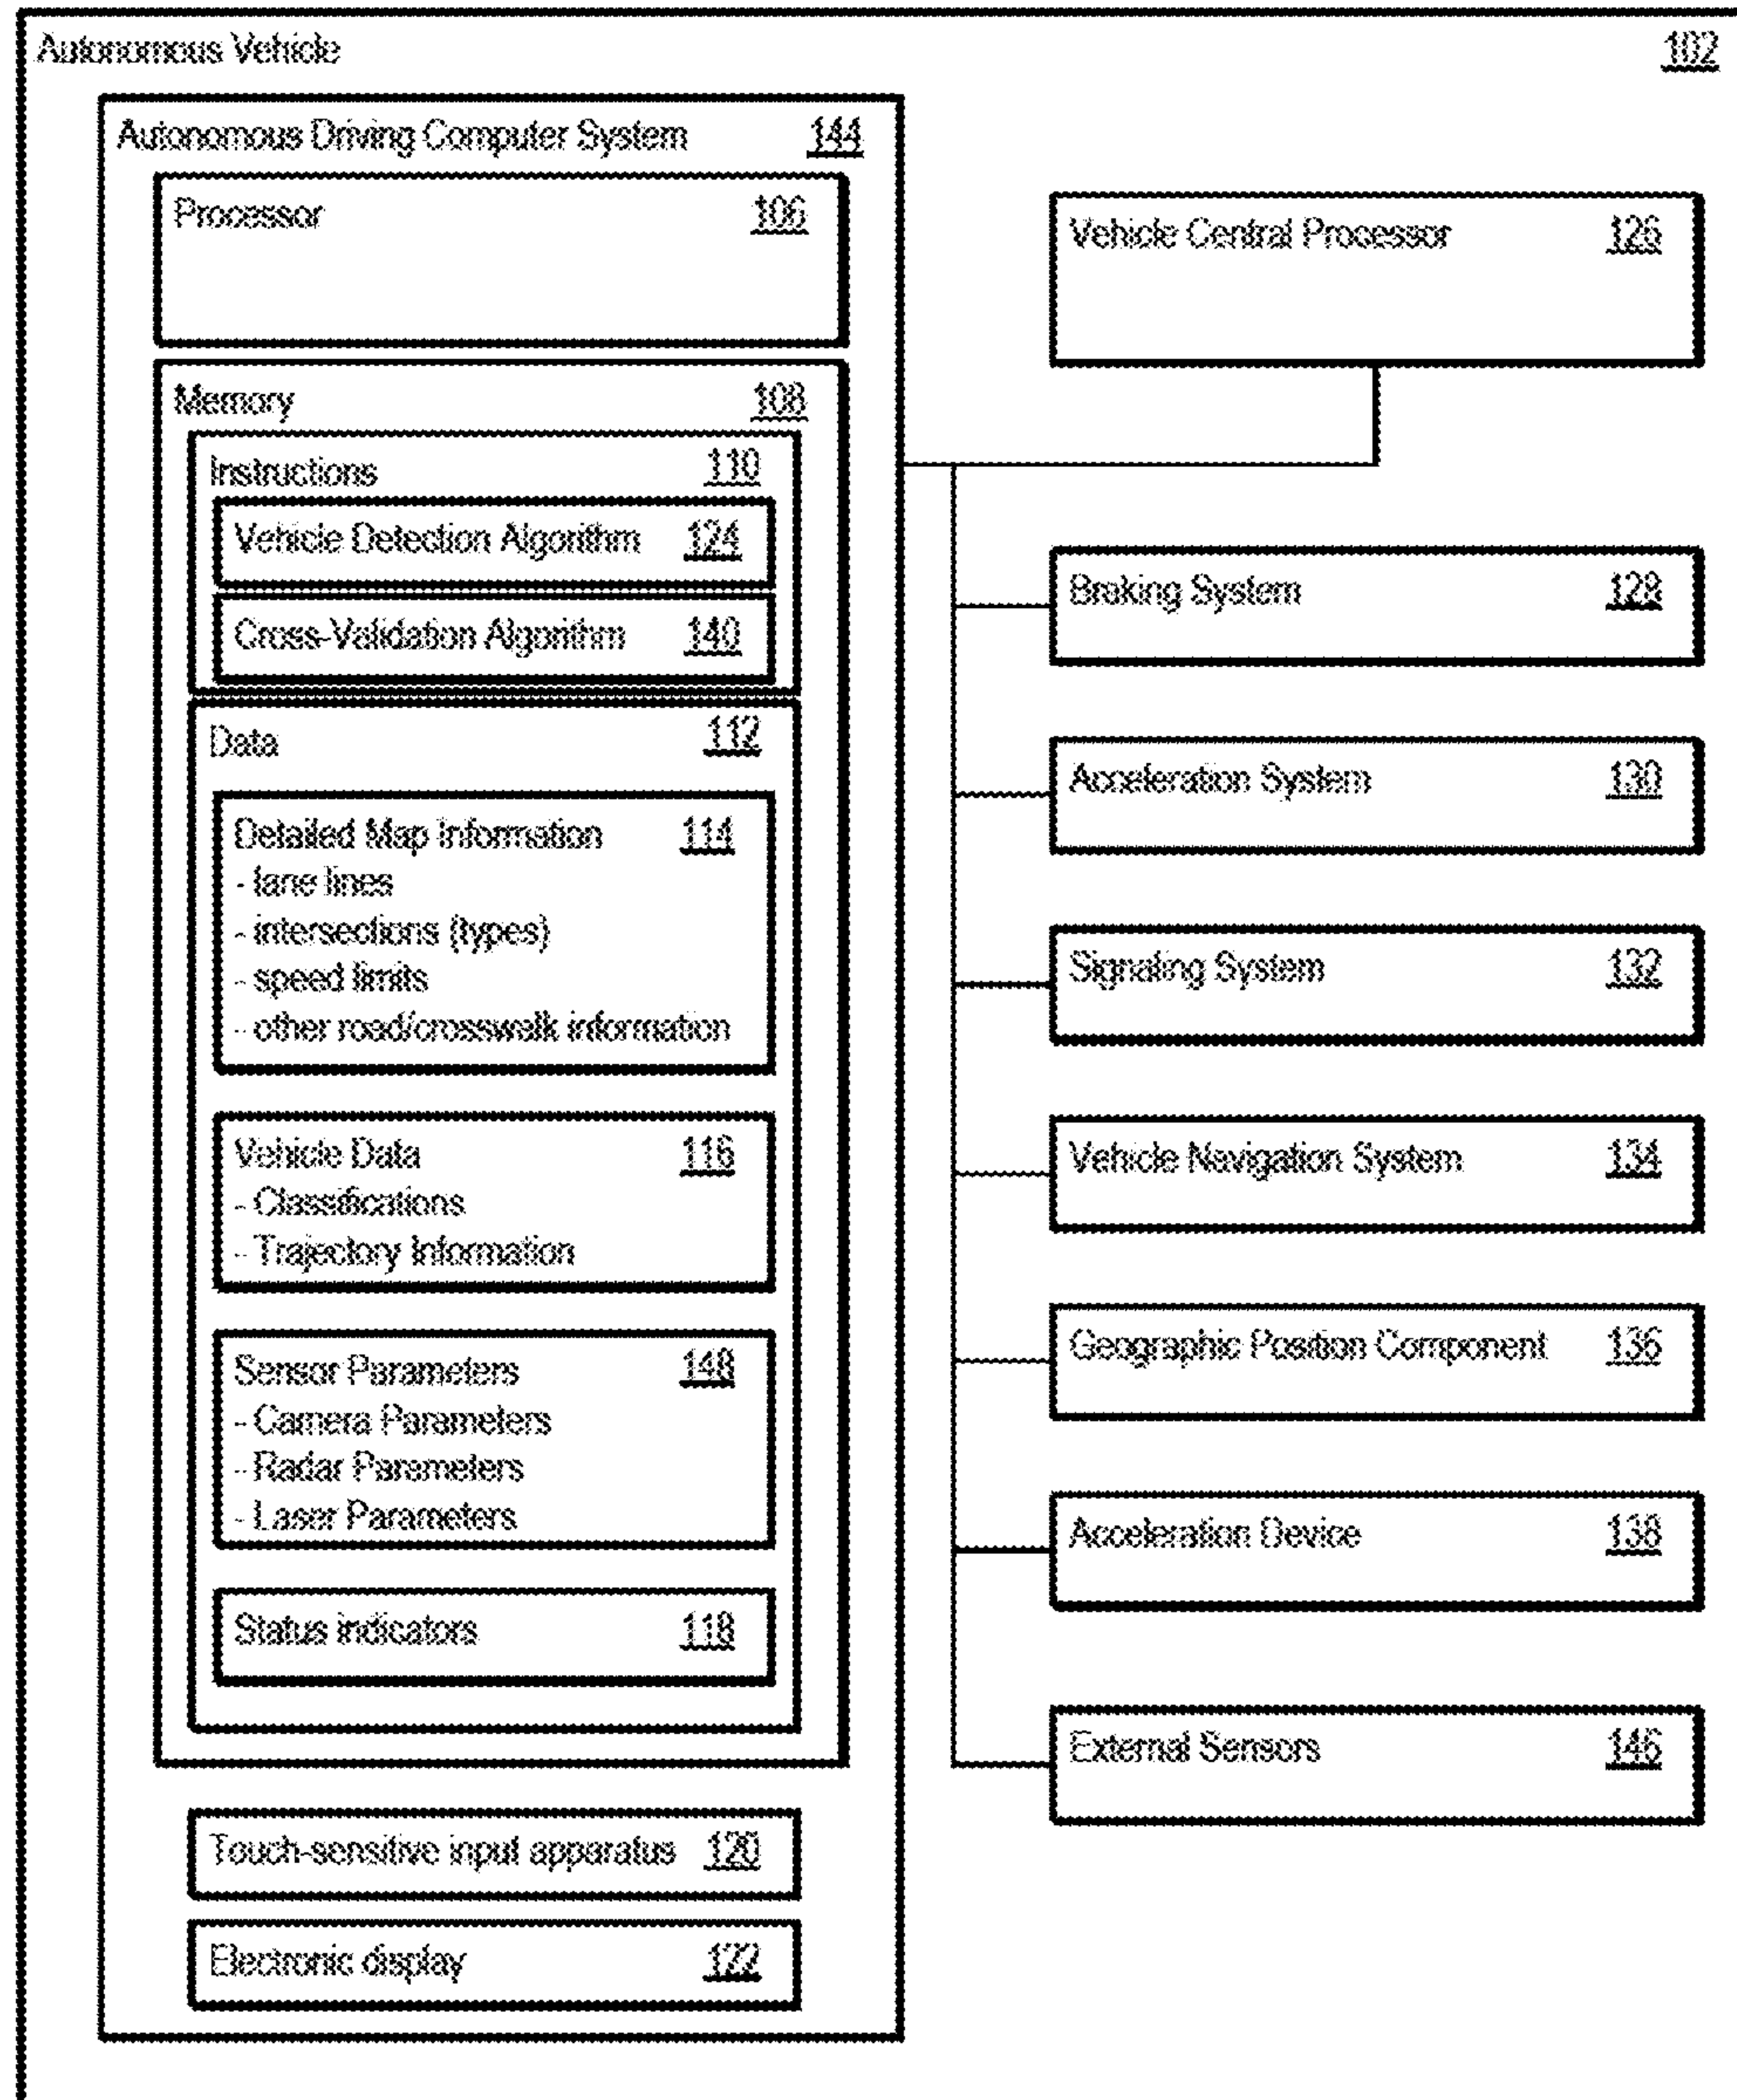 Autonomous Vehicle 102
Autonomous Driving Computer System 144
Processor 106
Memory 108
Instructions 110
Vehicle Detection Algorithm 124
Cross-Validation Algorithm 140
Data 112
Detailed Map Information 114
- lane lines
- intersections (types)
- speed limits
- other road/crosswalk information
Vehicle Data 116
- Classifications
- Trajectory Information
Sensor Parameters 148
- Camera Parameters
- Radar Parameters
- Laser Parameters
Status indicators 118
Touch-sensitive input apparatus 120
Electronic display 122
Vehicle Central Processor 126
Braking System 128
Acceleration System 130
Signaling System 132
Vehicle Navigation System 134
Geographic Position Component 136
Acceleration Device 138
External Sensors 146